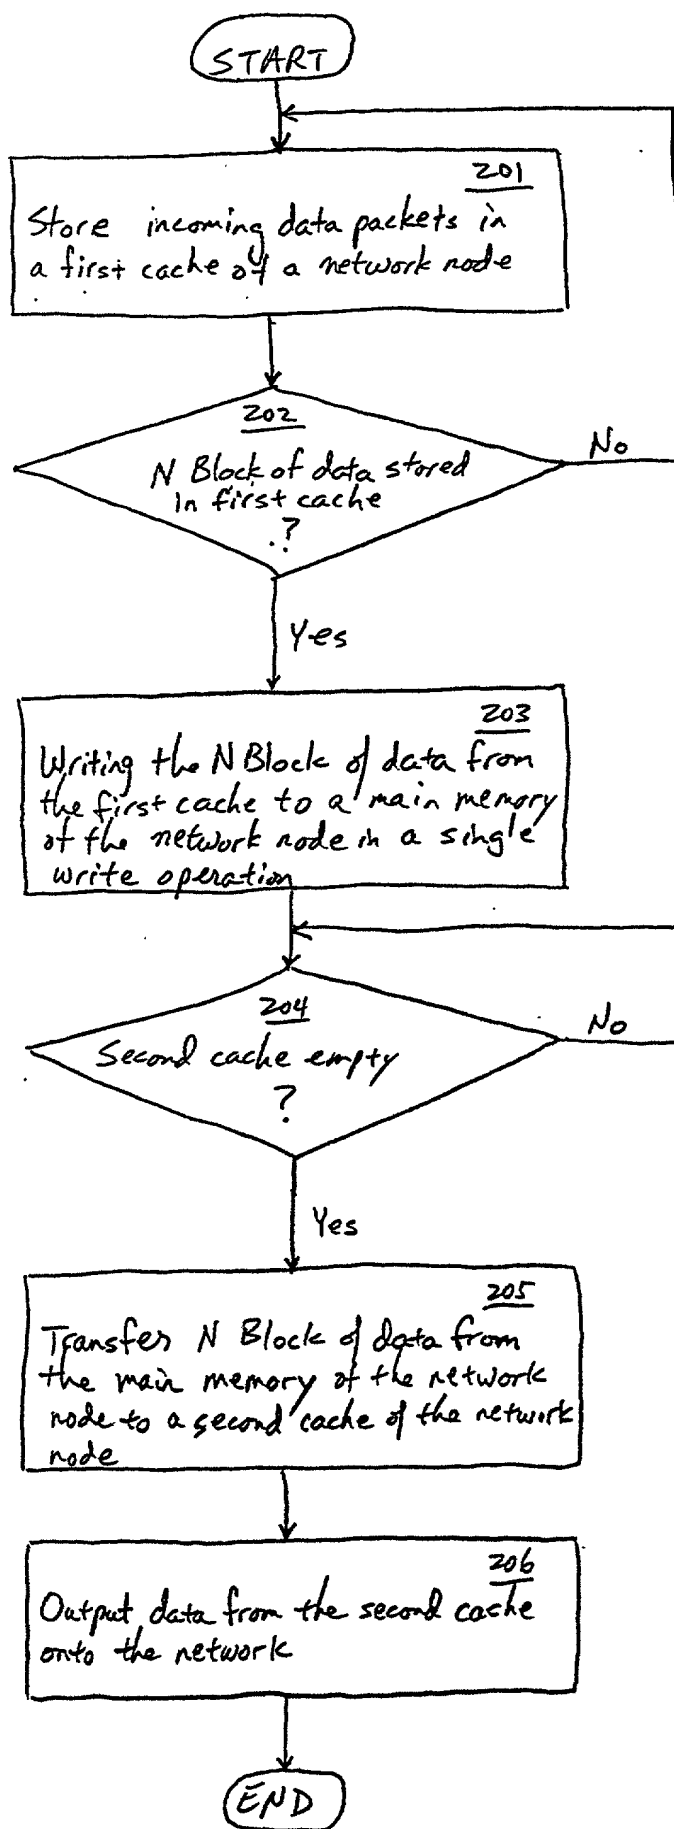 START
201
Store incoming data packets in
a first cache of a network node
202
N Block of data stored
In first cache
?
No
Yes
203
Writing the N Block of data from
the first cache to a main memory
of the network node in a single
write operation
204
Second cache empty
?
No
Yes
205
Transfer N Block of data from
the main memory of the network
node to a second cache of the network
node
206
Output data from the second cache
onto the network
END